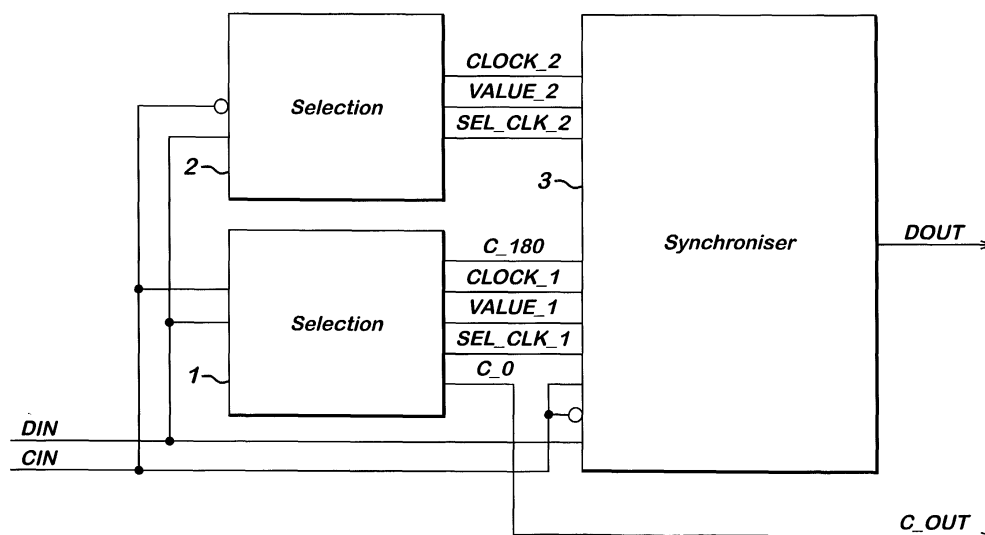 CLOCK_2
VALUE_2
SEL_CLK_2
Selection
2
3
Synchroniser
DOUT
C_180
CLOCK_1
VALUE_1
SEL_CLK_1
C_0
Selection
1
DIN
CIN
C_OUT